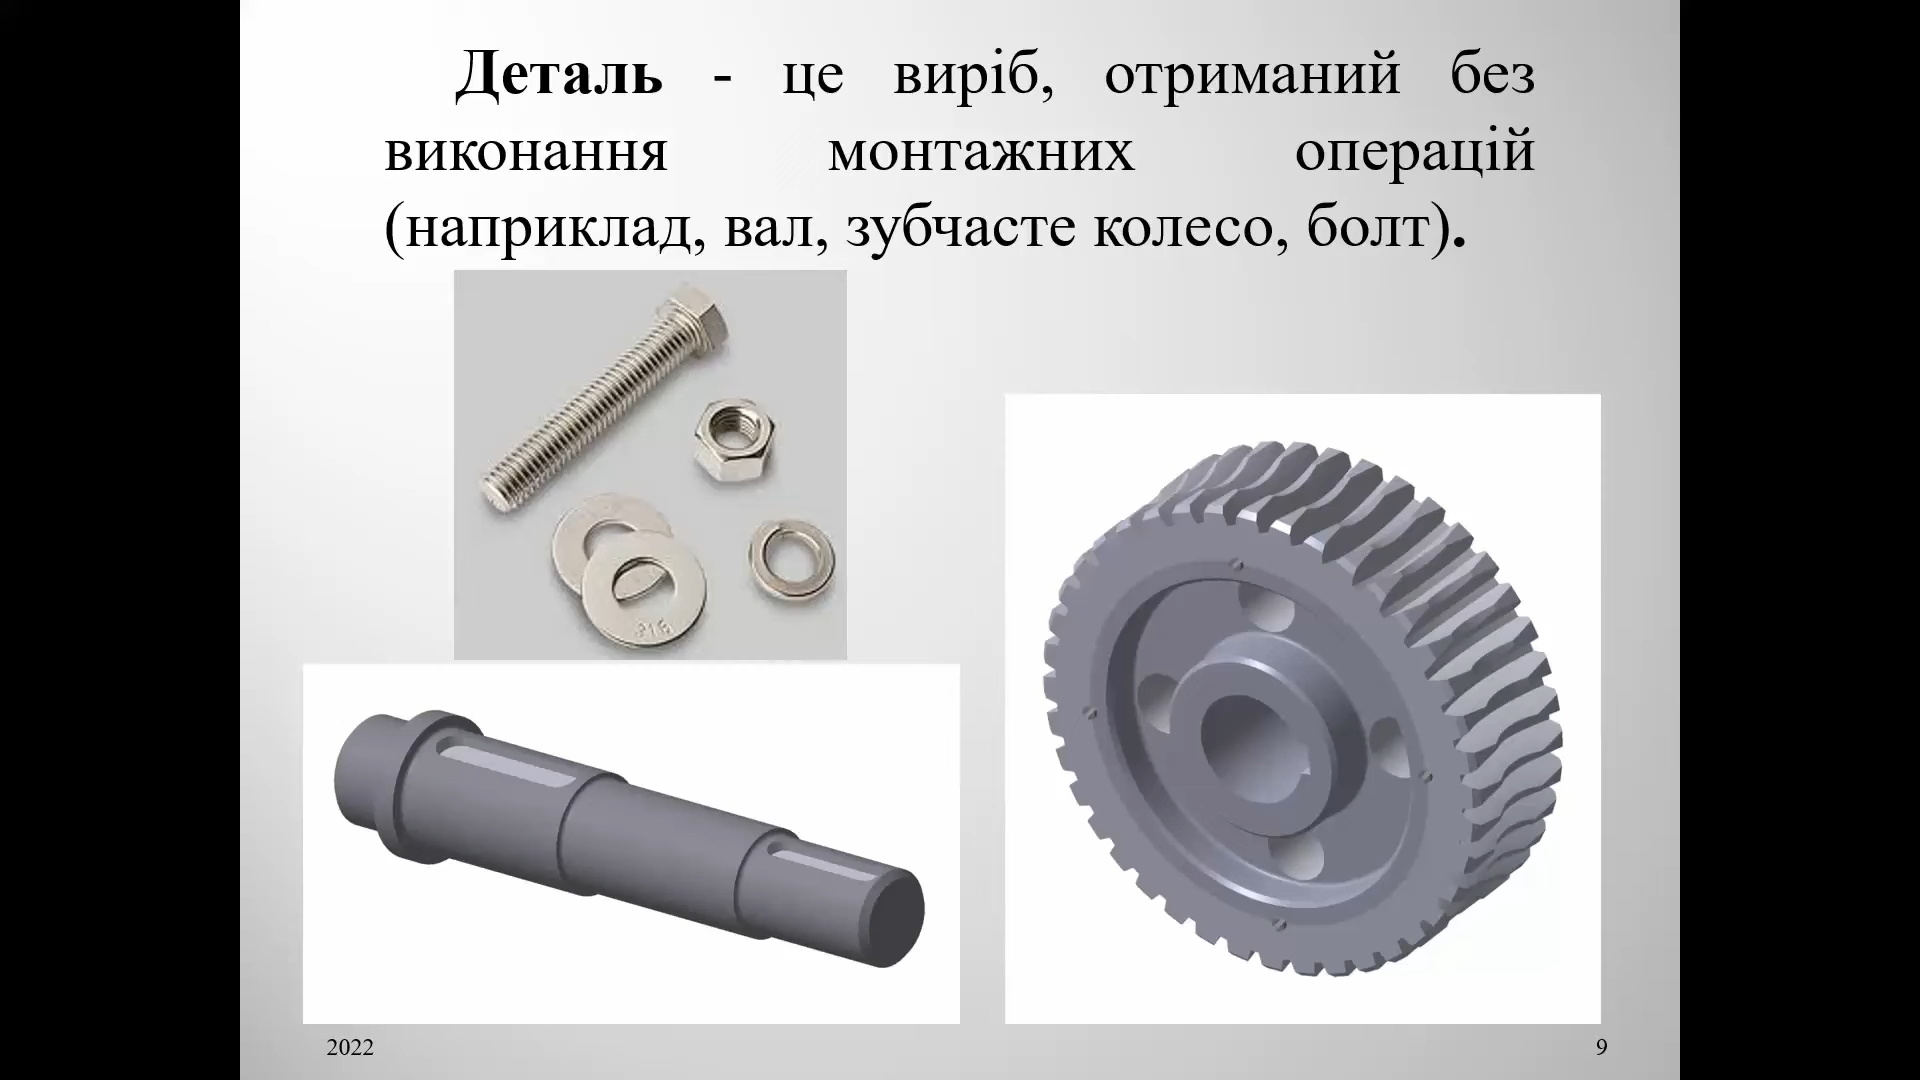 Деталь - це виріб, отриманий без
виконання монтажних операцій
(наприклад, вал, зубчасте колесо, болт).
2022
9